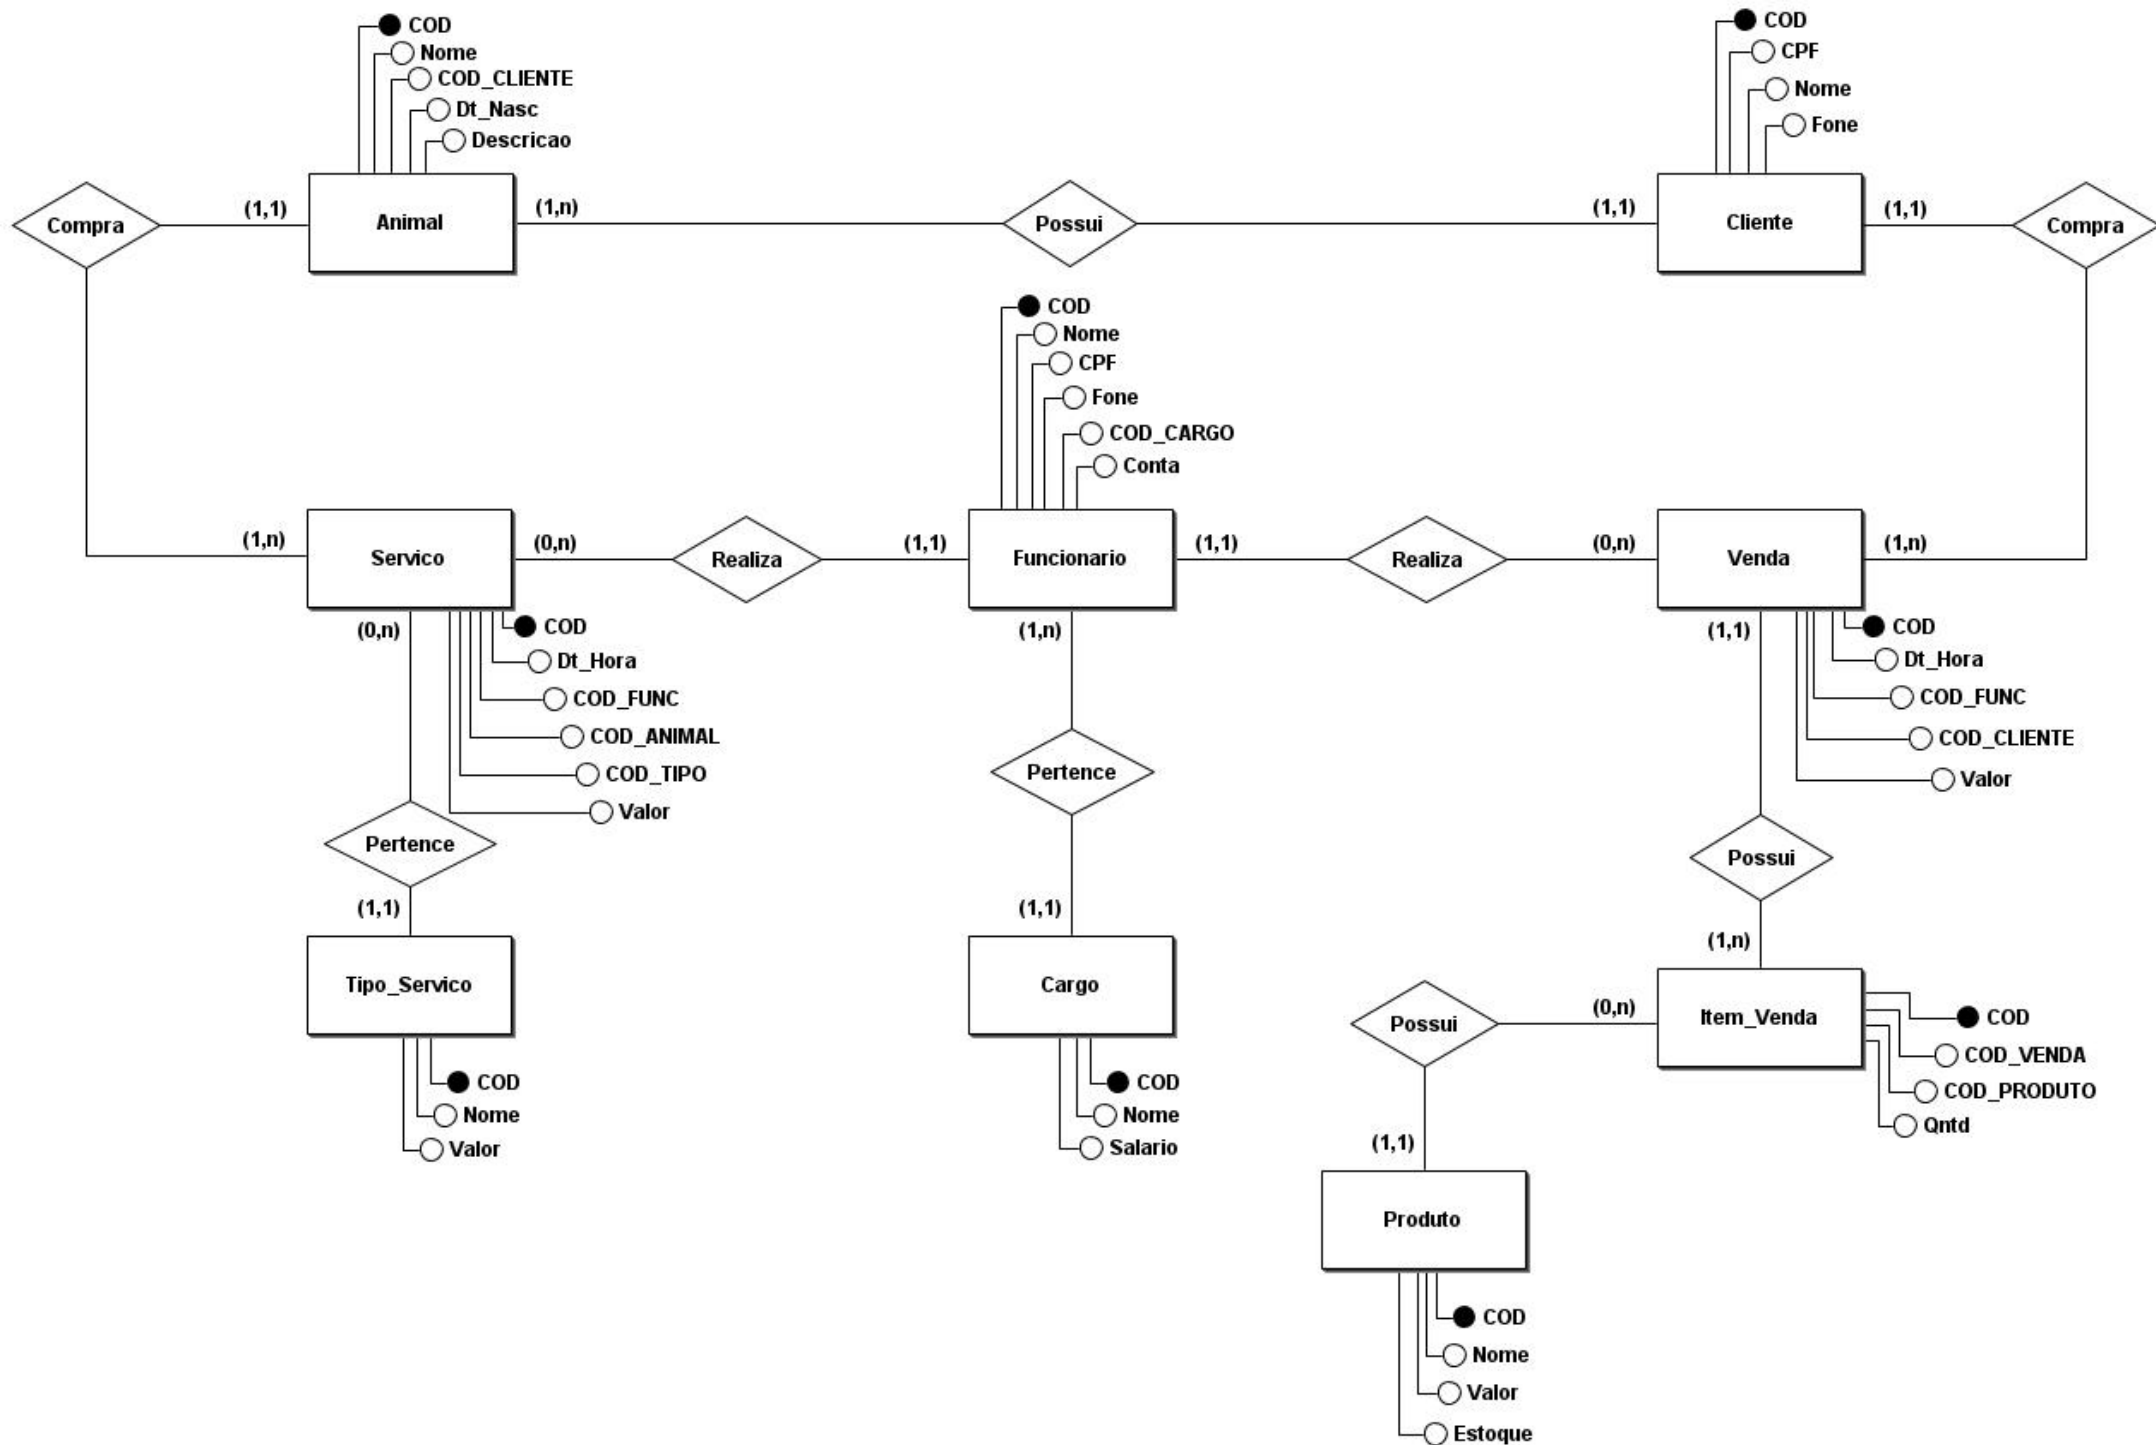 COD
Nome
COD_CLIENTE
Dt_Nasc
Descricao
COD
CPF
Nome
Fone
Compra
(1,1)
Animal
(1,n)
Possui
(1,1)
Cliente
(1,1)
Compra
COD
Nome
CPF
Fone
COD_CARGO
Conta
(1,n)
Servico
(0,n)
Realiza
(1,1)
Funcionario
(1,1)
Realiza
(0,n)
Venda
(1,n)
(0,n)
COD
Dt_Hora
COD_FUNC
COD_ANIMAL
COD_TIPO
Valor
(1,n)
(1,1)
COD
Dt_Hora
COD_FUNC
COD_CLIENTE
Valor
Pertence
Pertence
Possui
(1,1)
(1,1)
(1,n)
Tipo_Servico
Cargo
Possui
(0,n)
Item_Venda
COD
COD_VENDA
COD_PRODUTO
Qntd
COD
Nome
Valor
COD
Nome
Salario
(1,1)
Produto
COD
Nome
Valor
Estoque